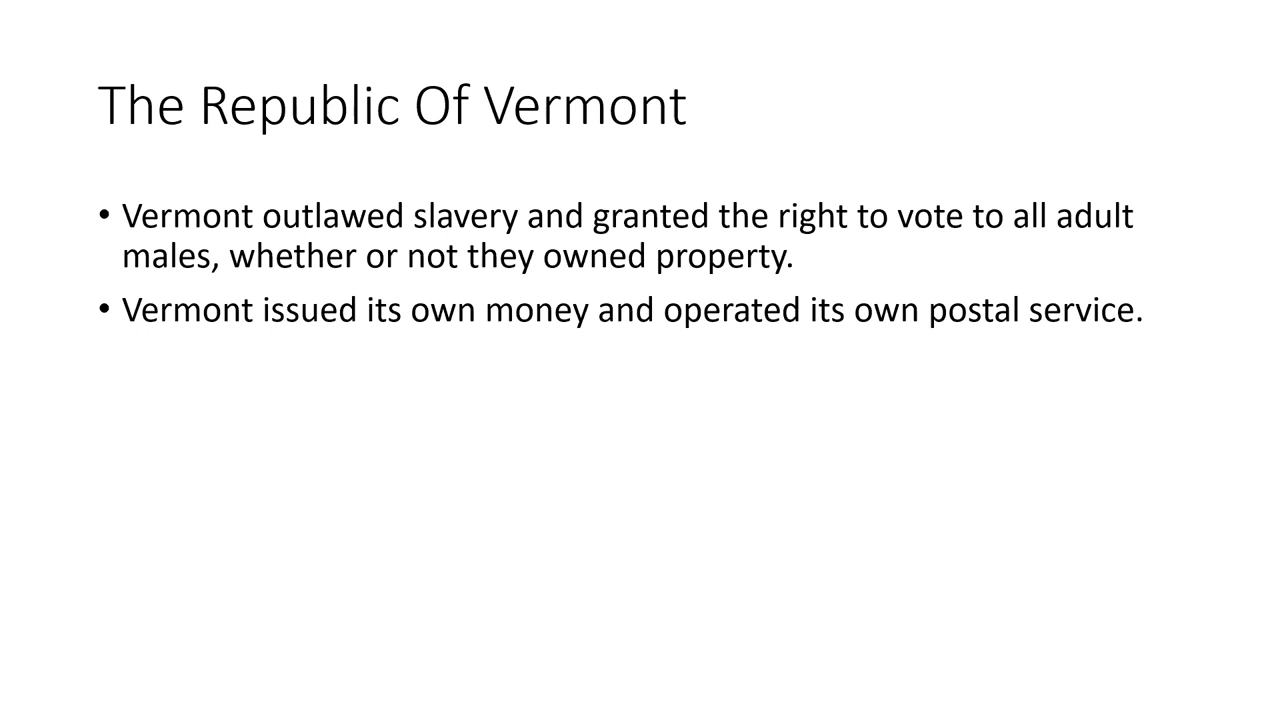 The Republic Of Vermont
• Vermont outlawed slavery and granted the right to vote to all adult
males, whether or not they owned property.
• Vermont issued its own money and operated its own postal service.